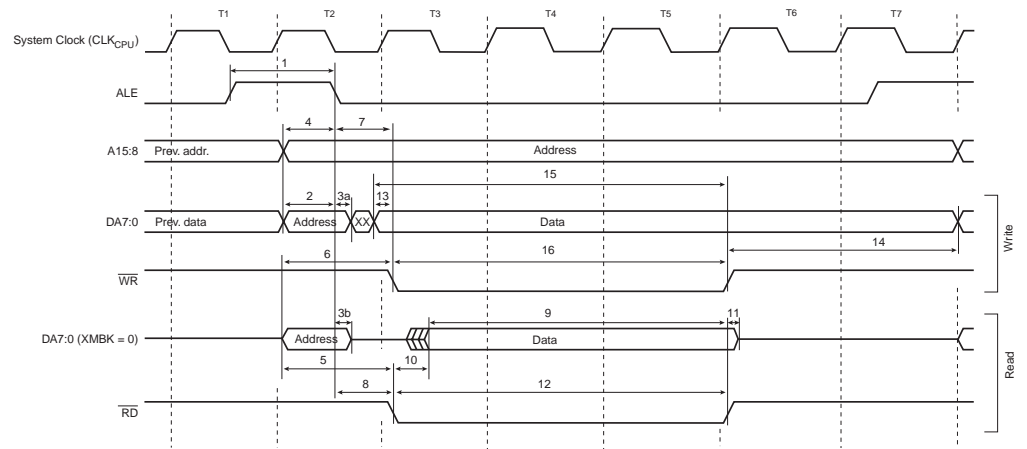 T1 T2 T3 T4 T5 T6 T7
System Clock (CLKCPU)
1
ALE
4 7
A15:8 Prev. addr. Address
15
2 3a 13
DA7:0 Prev. data Address XX Data
14
6 16
WR
3b 9 11
DA7:0 (XMBK = 0) Address Data
5 10
8 12
RD
Write
Read